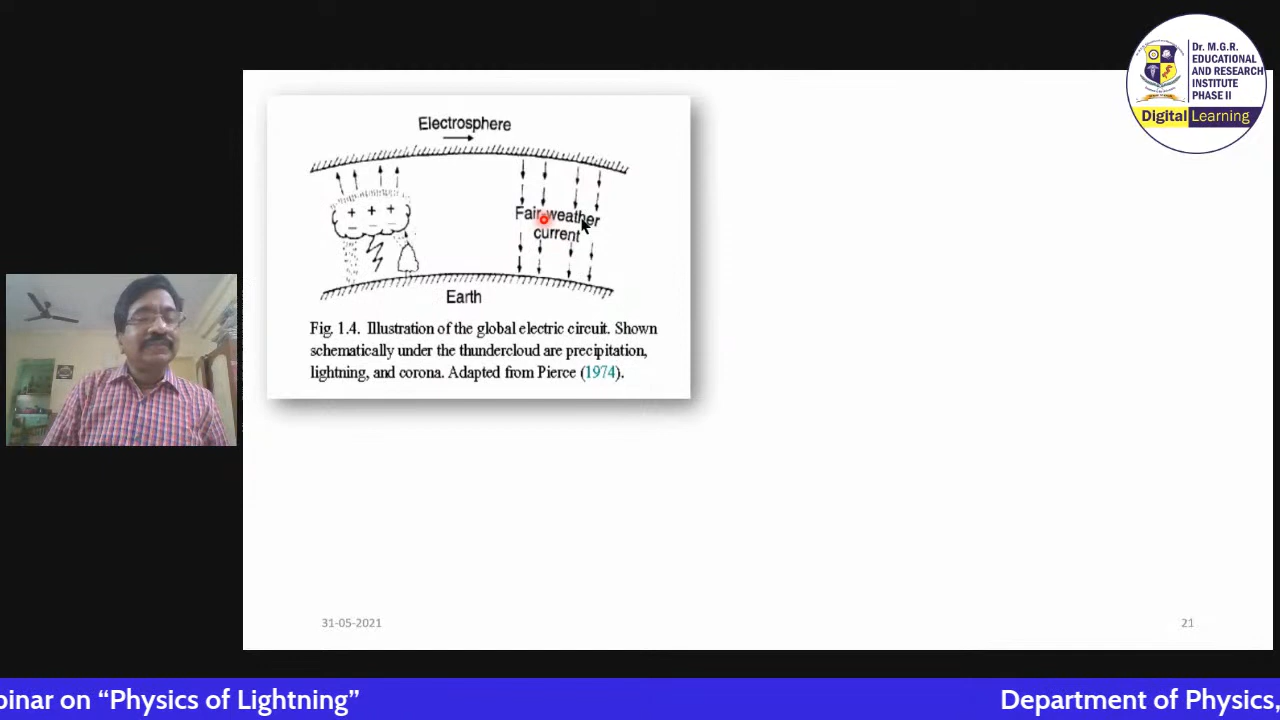 Dr. M.G.R.
EDUCATIONAL
AND RESEARCH
INSTITUTE
PHASE II
Digital Learning
Electrosphere
+ + +
Fair-weather
current
Earth
Fig. 1.4. Illustration of the global electric circuit. Shown
schematically under the thundercloud are precipitation,
lightning, and corona. Adapted from Pierce (1974).
31-05-2021
21
binar on “Physics of Lightning”
Department of Physics,